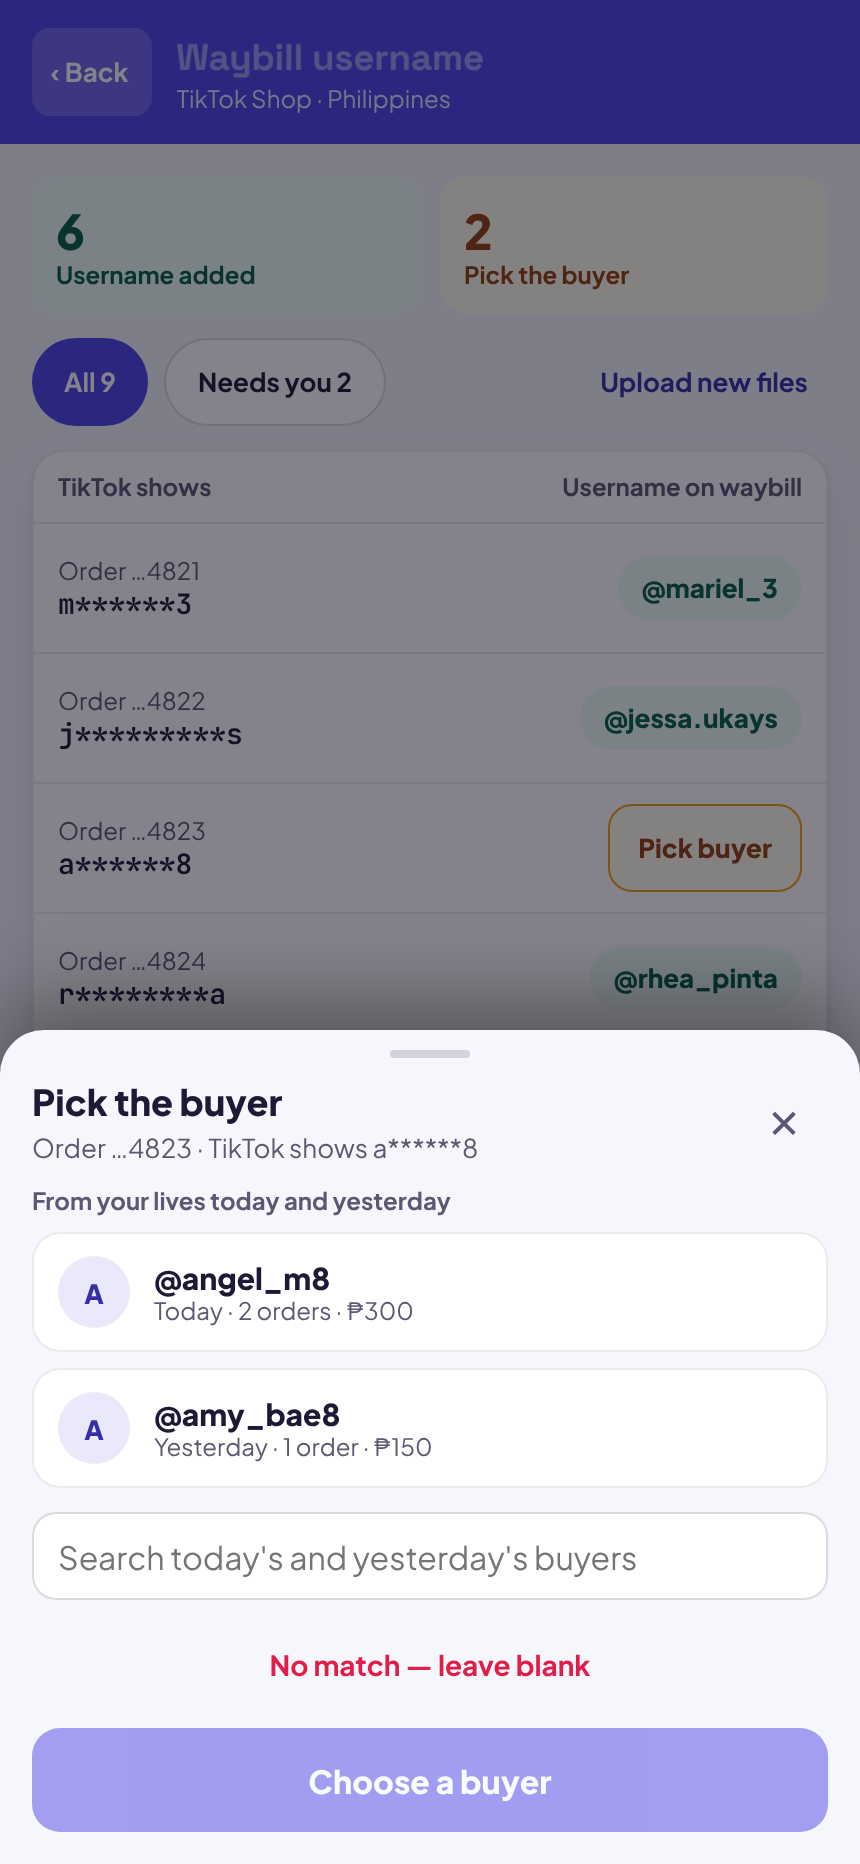 ‹ Back
Waybill username
TikTok Shop · Philippines
6
Username added
2
Pick the buyer
All 9
Needs you 2
Upload new files
TikTok shows
Username on waybill
Order ...4821
m******3
@mariel_3
Order ...4822
j*********s
@jessa.ukays
Order ...4823
a******8
Pick buyer
Order ...4824
r********a
@rhea_pinta
Pick the buyer
Order ...4823 · TikTok shows a******8
✕
From your lives today and yesterday
A
@angel_m8
Today · 2 orders · ₱300
A
@amy_bae8
Yesterday · 1 order · ₱150
Search today's and yesterday's buyers
No match — leave blank
Choose a buyer